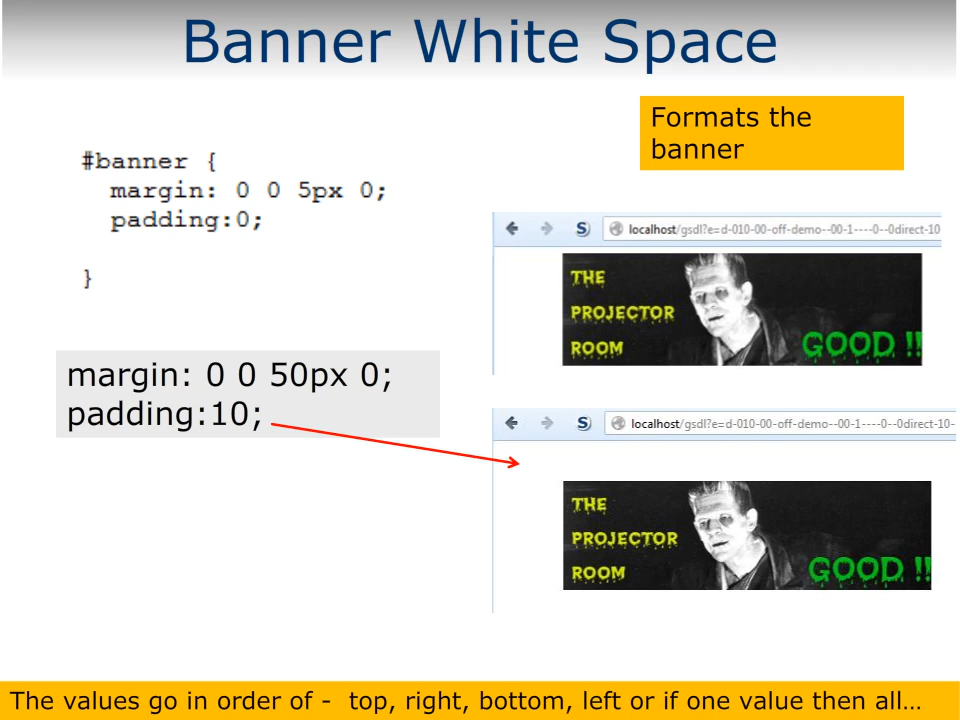 Banner White Space
Formats the
banner
#banner {
margin: 0 0 5px 0;
padding:0;
}
localhost/gsdl?e=d-010-00-off-demo--00-1----0--0direct-10
THE
PROJECTOR
ROOM
GOOD !!
margin: 0 0 50px 0;
padding:10;
localhost/gsdl?e=d-010-00-off-demo--00-1----0--0direct-10-
THE
PROJECTOR
ROOM
GOOD !!
The values go in order of - top, right, bottom, left or if one value then all…